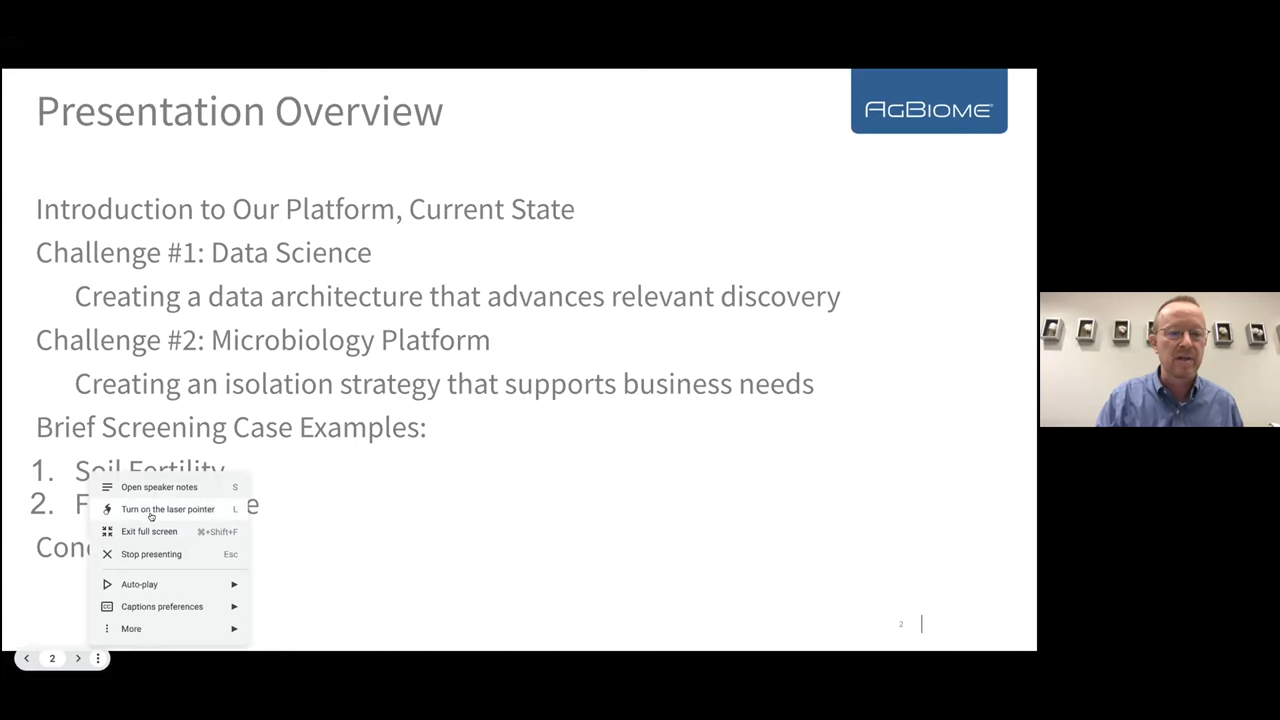 Presentation Overview
AGBIOME
Introduction to Our Platform, Current State
Challenge #1: Data Science
Creating a data architecture that advances relevant discovery
Challenge #2: Microbiology Platform
Creating an isolation strategy that supports business needs
Brief Screening Case Examples:
1. Soil Fertility
2.
Open speaker notes S
Turn on the laser pointer L
Exit full screen ⌘+Shift+F
Stop presenting Esc
Auto-play
CC Captions preferences
More
2
2